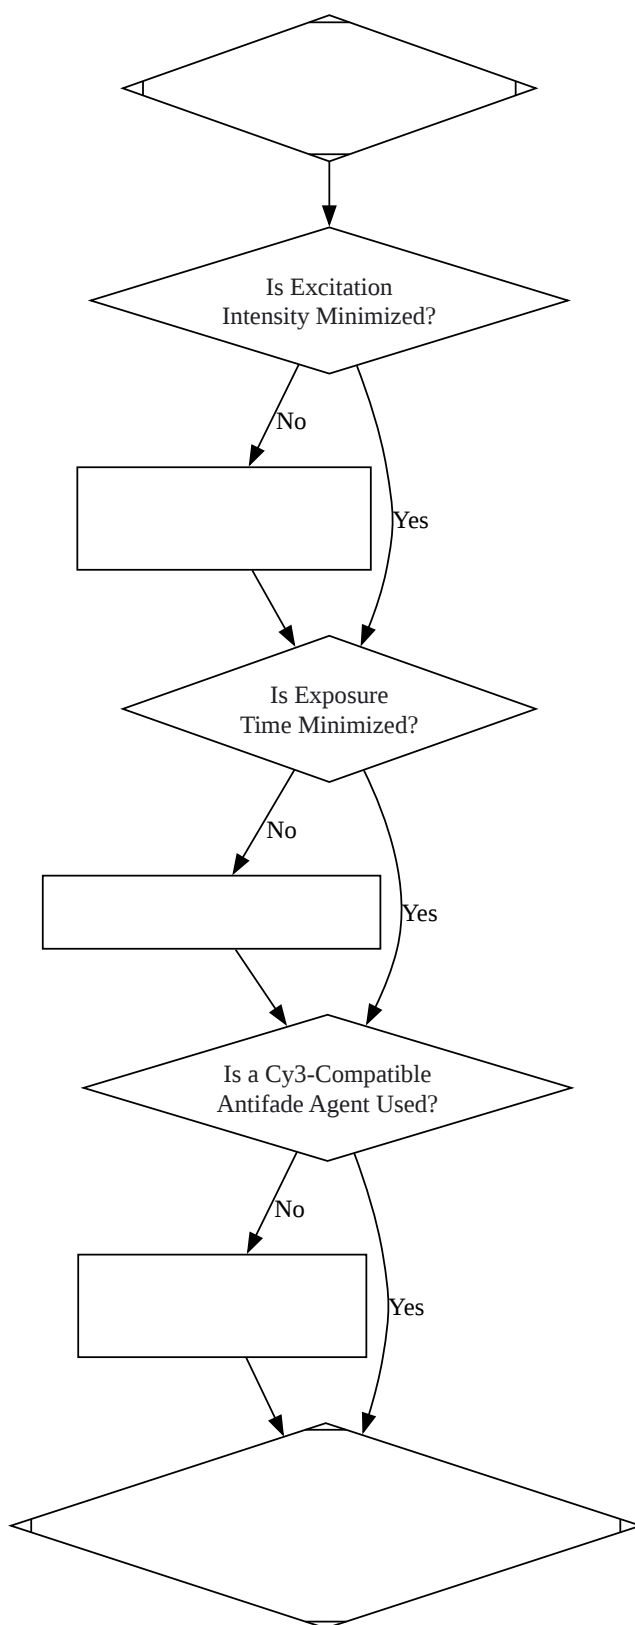 Is Excitation
Intensity Minimized?
No
Yes
Is Exposure
Time Minimized?
No
Yes
Is a Cy3-Compatible
Antifade Agent Used?
No
Yes